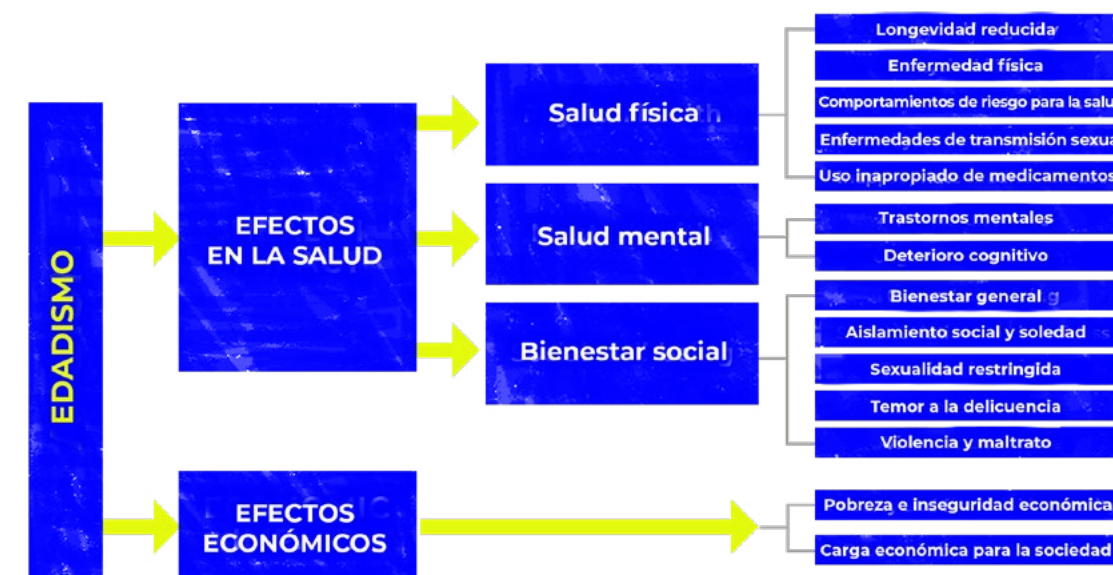 EDADISMO
EFECTOS
EN LA SALUD
Salud física
Longevidad reducida
Enfermedad física
Comportamientos de riesgo para la salu
Enfermedades de transmisión sexua
Uso inapropiado de medicamentos
Salud mental
Trastornos mentales
Deterioro cognitivo
Bienestar social
Bienestar general
Aislamiento social y soledad
Sexualidad restringida
Temor a la delicuencia
Violencia y maltrato
EFECTOS
ECONÓMICOS
Pobreza e inseguridad económica
Carga económica para la sociedad